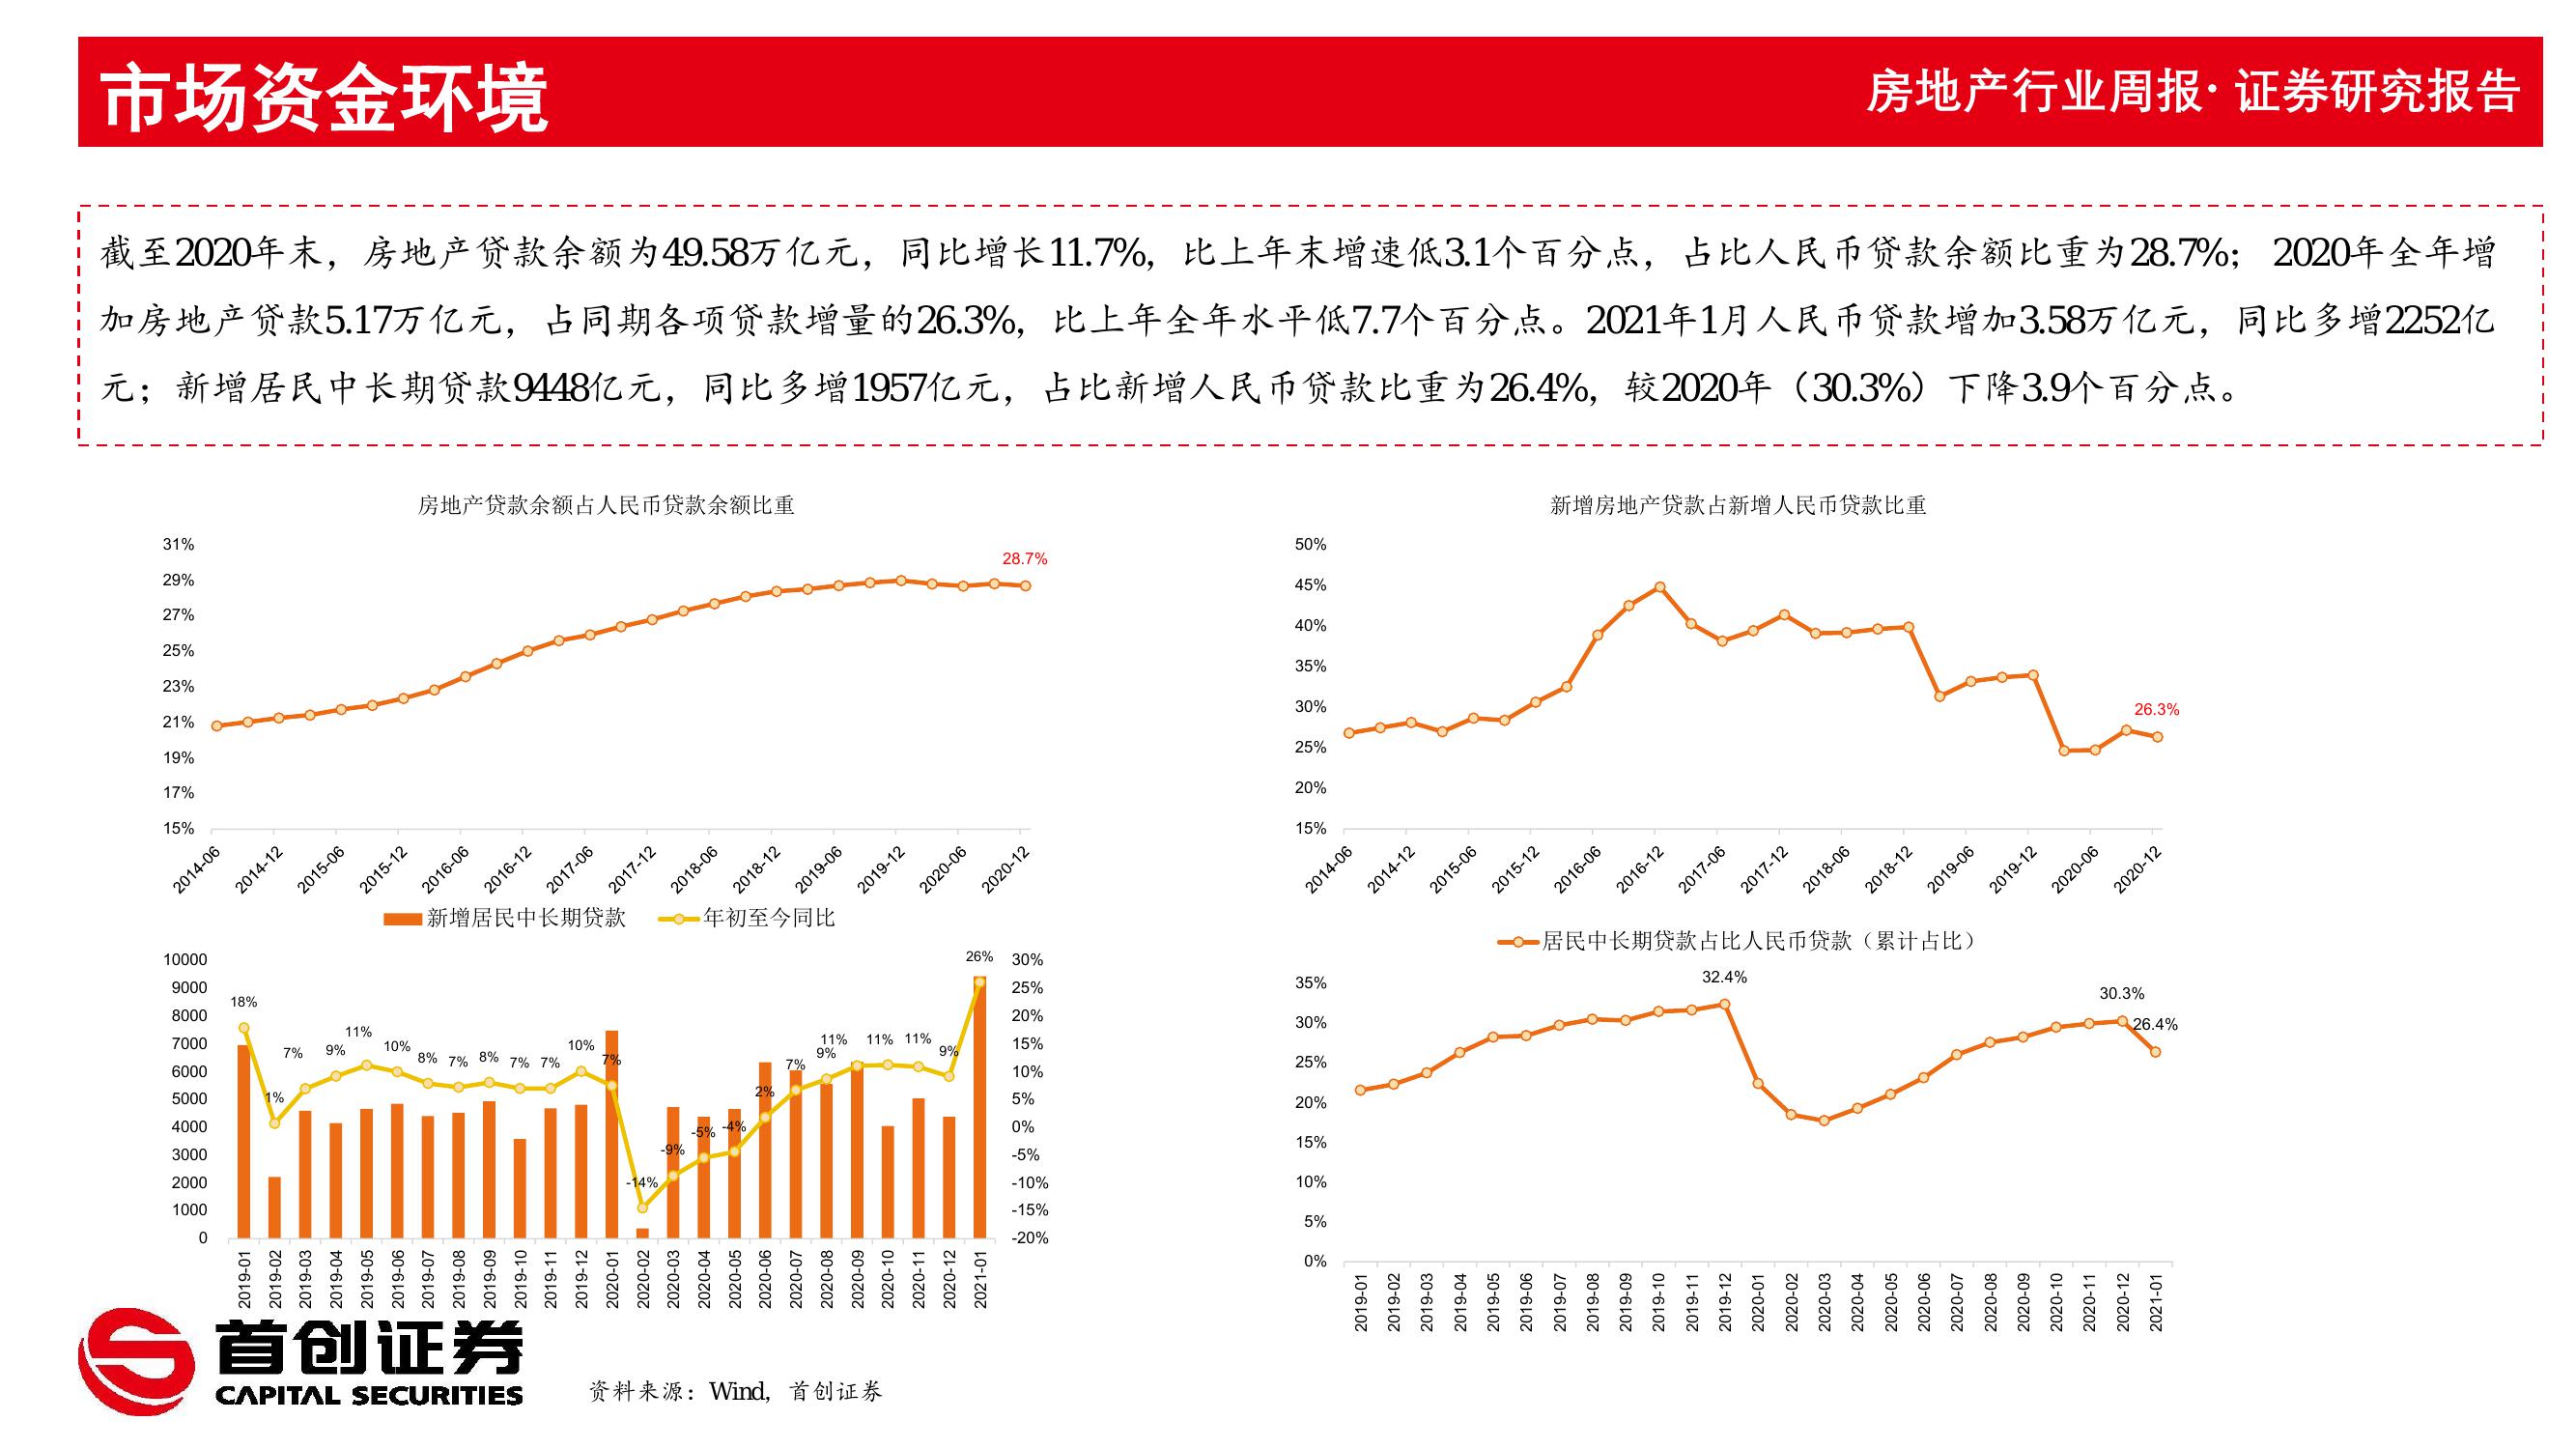 市场资金环境
房地产行业周报· 证券研究报告
截至2020年末，房地产贷款余额为49.58万亿元，同比增长11.7%，比上年末增速低3.1个百分点，占比人民币贷款余额比重为28.7%； 2020年全年增
加房地产贷款5.17万亿元，占同期各项贷款增量的26.3%，比上年全年水平低7.7个百分点。2021年1月人民币贷款增加3.58万亿元，同比多增2252亿
元；新增居民中长期贷款9448亿元，同比多增1957亿元，占比新增人民币贷款比重为26.4%，较2020年（30.3%）下降3.9个百分点。
房地产贷款余额占人民币贷款余额比重
31%
29%
27%
25%
23%
21%
19%
17%
15%
28.7%
2014-06 2014-12 2015-06 2015-12 2016-06 2016-12 2017-06 2017-12 2018-06 2018-12 2019-06 2019-12 2020-06 2020-12
新增房地产贷款占新增人民币贷款比重
50%
45%
40%
35%
30%
25%
20%
15%
26.3%
2014-06 2014-12 2015-06 2015-12 2016-06 2016-12 2017-06 2017-12 2018-06 2018-12 2019-06 2019-12 2020-06 2020-12
新增居民中长期贷款 年初至今同比
10000
9000
8000
7000
6000
5000
4000
3000
2000
1000
0
18% 1% 7% 9% 11% 10% 8% 7% 8% 7% 7% 10% 7% -14% -9% -5% -4% 2% 7% 9% 11% 11% 11% 9% 26%
30%
25%
20%
15%
10%
5%
0%
-5%
-10%
-15%
-20%
2019-01 2019-02 2019-03 2019-04 2019-05 2019-06 2019-07 2019-08 2019-09 2019-10 2019-11 2019-12 2020-01 2020-02 2020-03 2020-04 2020-05 2020-06 2020-07 2020-08 2020-09 2020-10 2020-11 2020-12 2021-01
居民中长期贷款占比人民币贷款（累计占比）
35%
30%
25%
20%
15%
10%
5%
0%
32.4% 30.3% 26.4%
2019-01 2019-02 2019-03 2019-04 2019-05 2019-06 2019-07 2019-08 2019-09 2019-10 2019-11 2019-12 2020-01 2020-02 2020-03 2020-04 2020-05 2020-06 2020-07 2020-08 2020-09 2020-10 2020-11 2020-12 2021-01
首创证券
CAPITAL SECURITIES
资料来源：Wind，首创证券